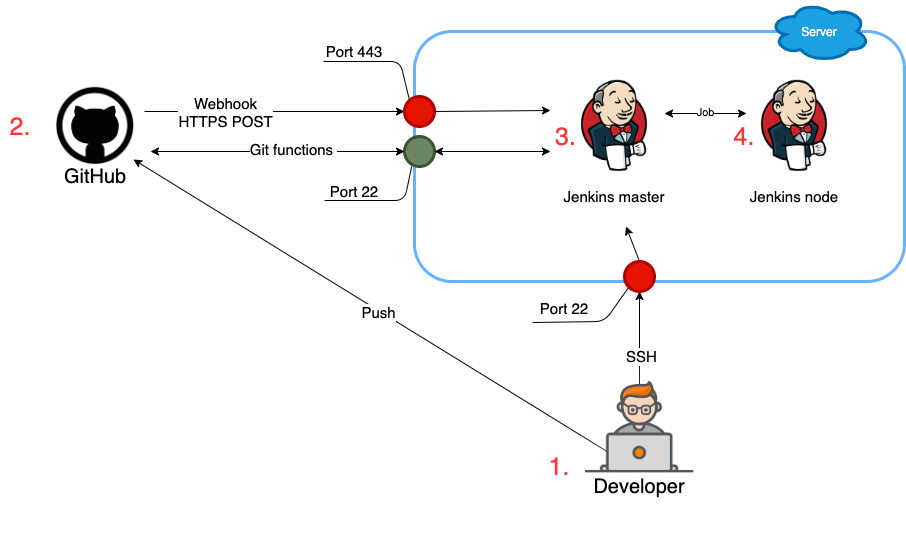 Server
Port 443
Webhook
HTTPS POST
2.
GitHub
Git functions
Port 22
3.
Job
4.
Jenkins master
Jenkins node
Port 22
Push
SSH
1.
Developer